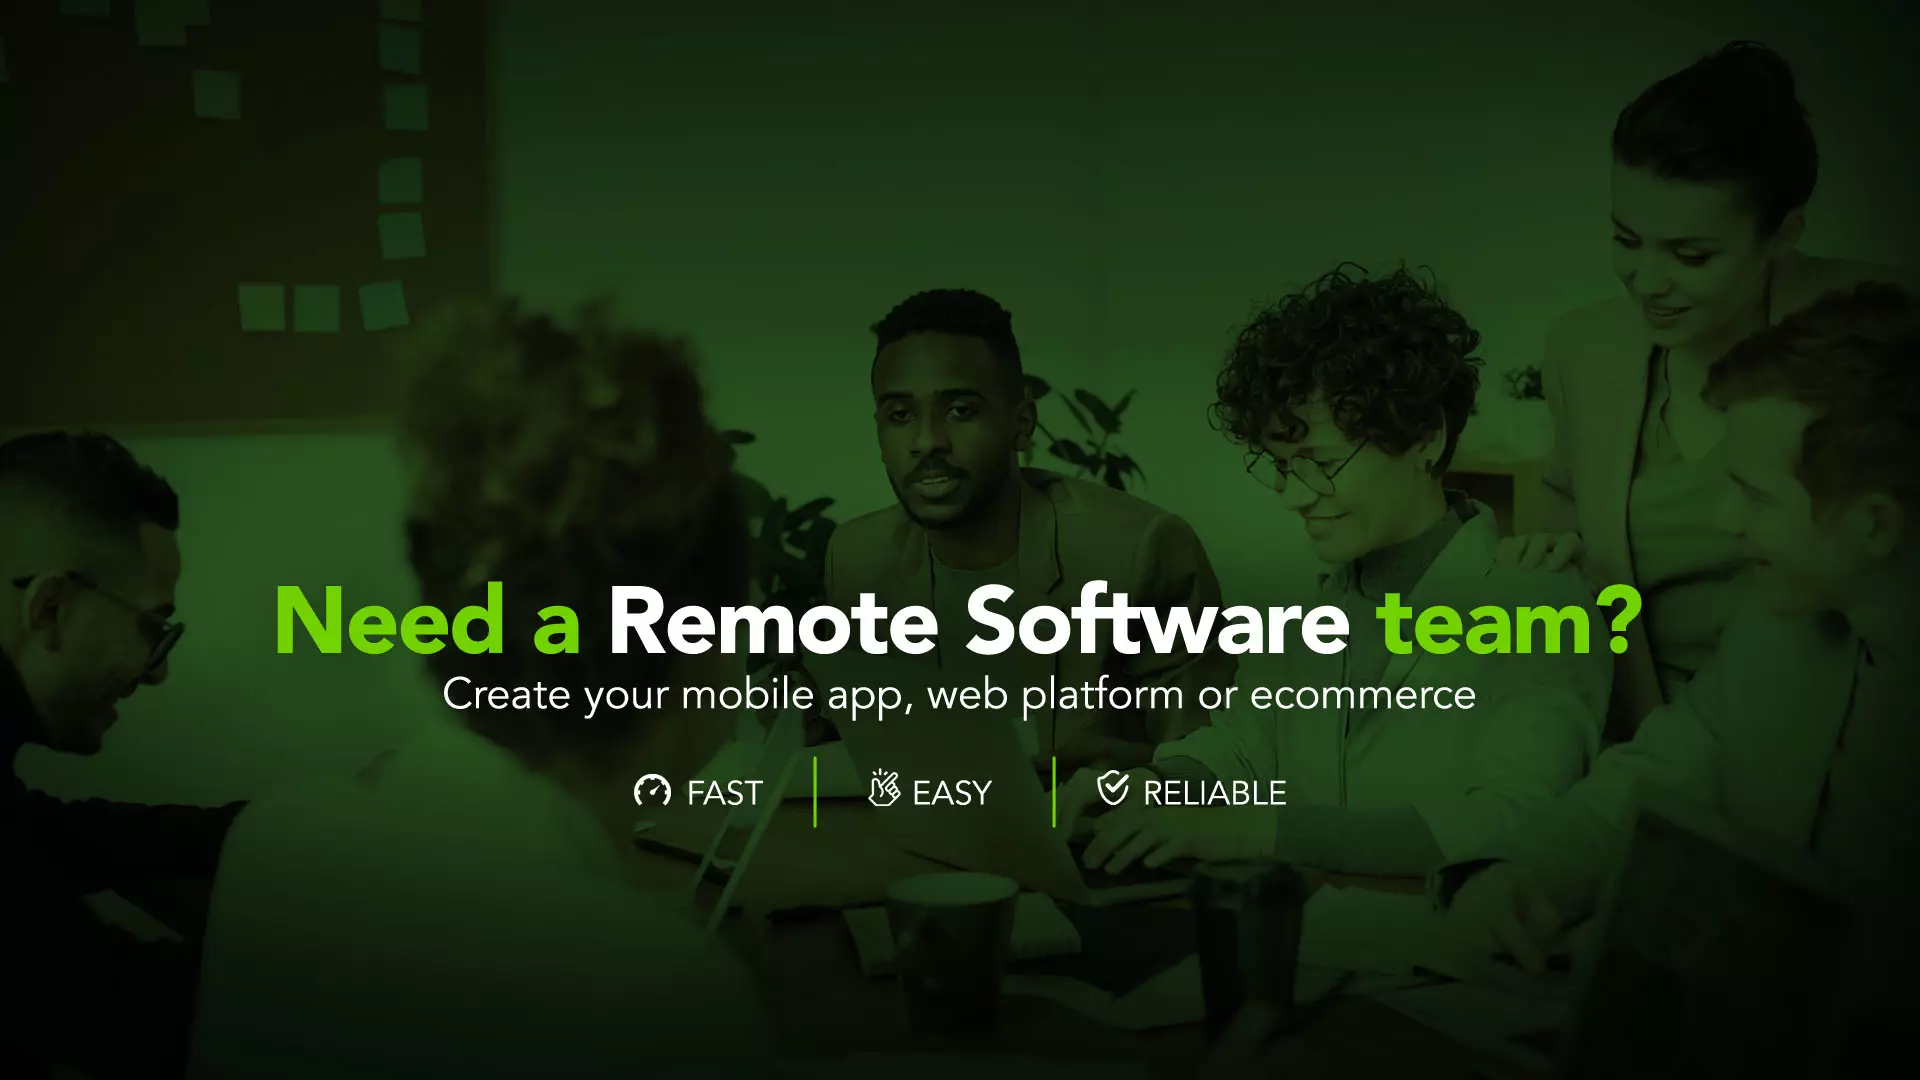 Need a Remote Software team?
Create your mobile app, web platform or ecommerce
FAST
EASY
RELIABLE